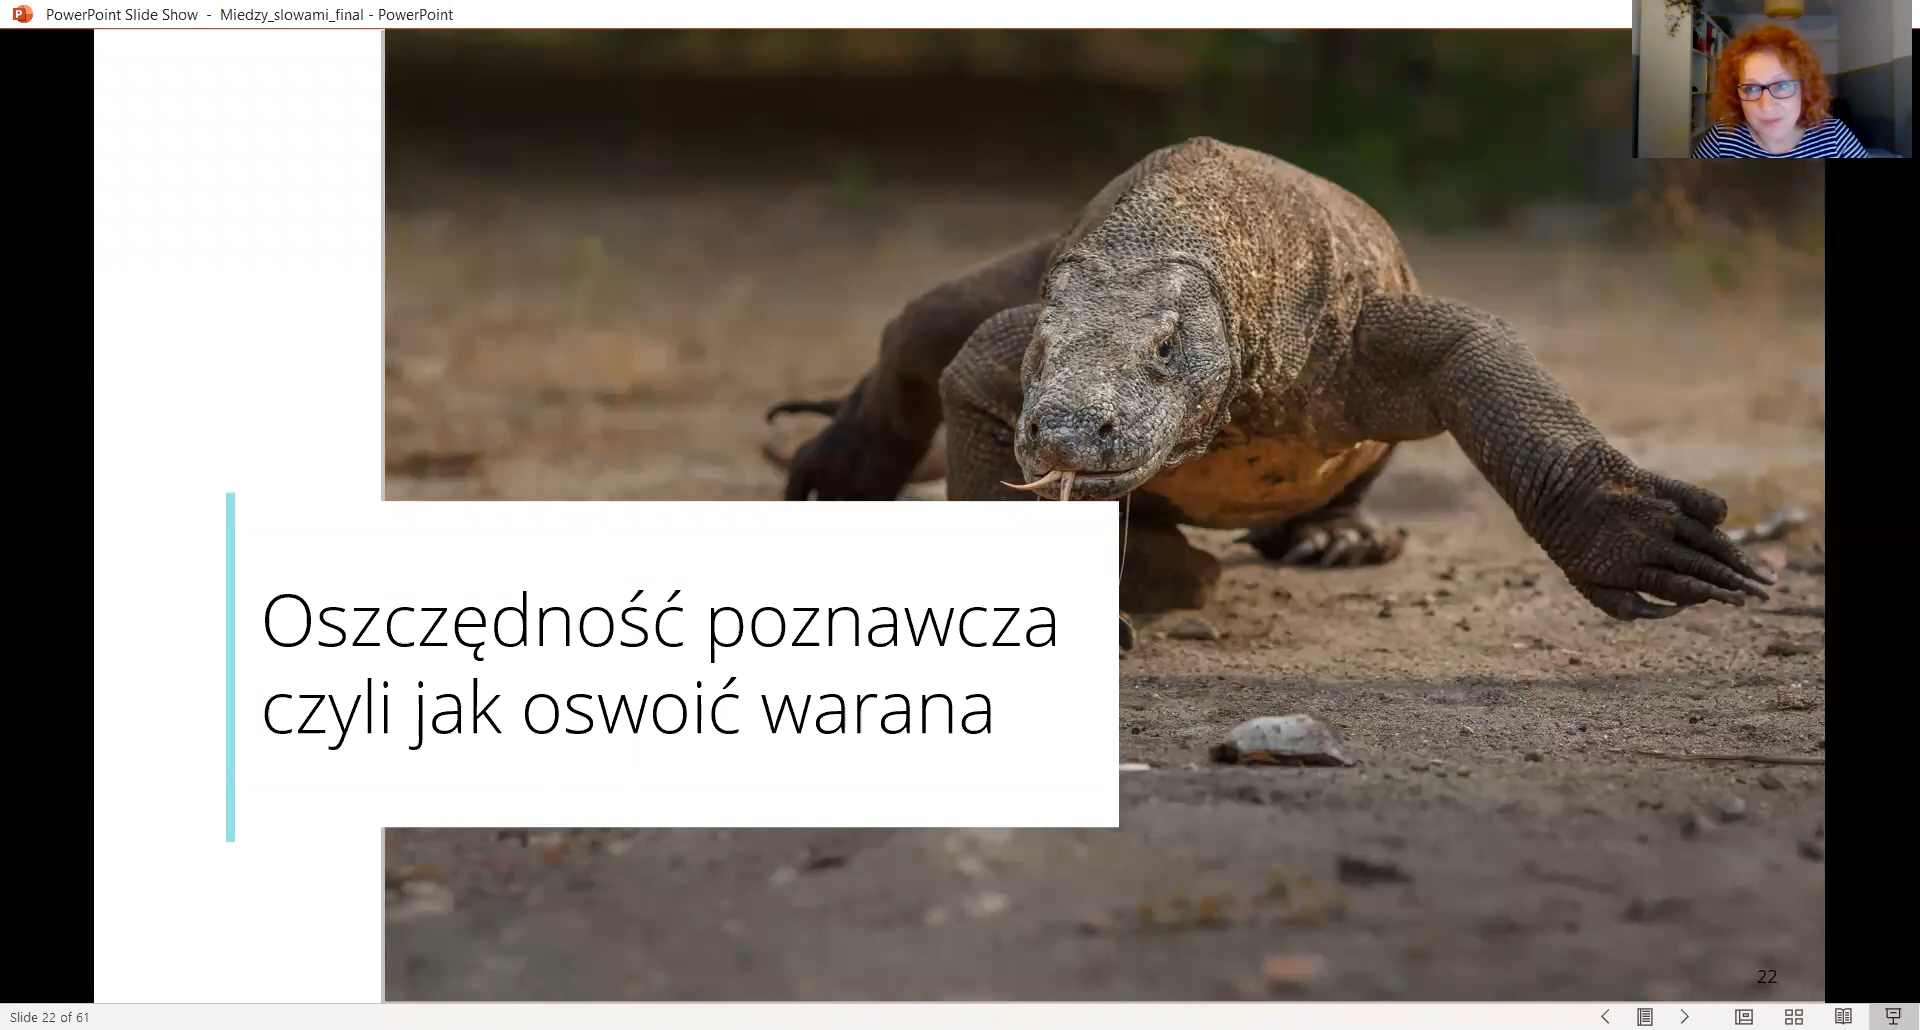 PowerPoint Slide Show - Miedzy_slowami_final - PowerPoint
Oszczędność poznawcza
czyli jak oswoić warana
22
Slide 22 of 61